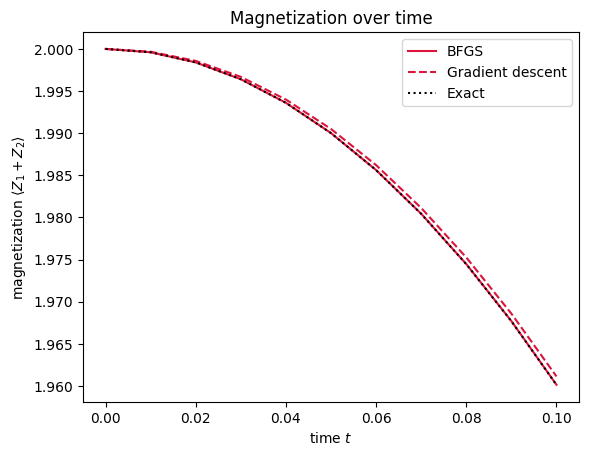 Magnetization over time
BFGS
Gradient descent
Exact
magnetization ⟨Z₁ + Z₂⟩
2.000
1.995
1.990
1.985
1.980
1.975
1.970
1.965
1.960
0.00 0.02 0.04 0.06 0.08 0.10
time t